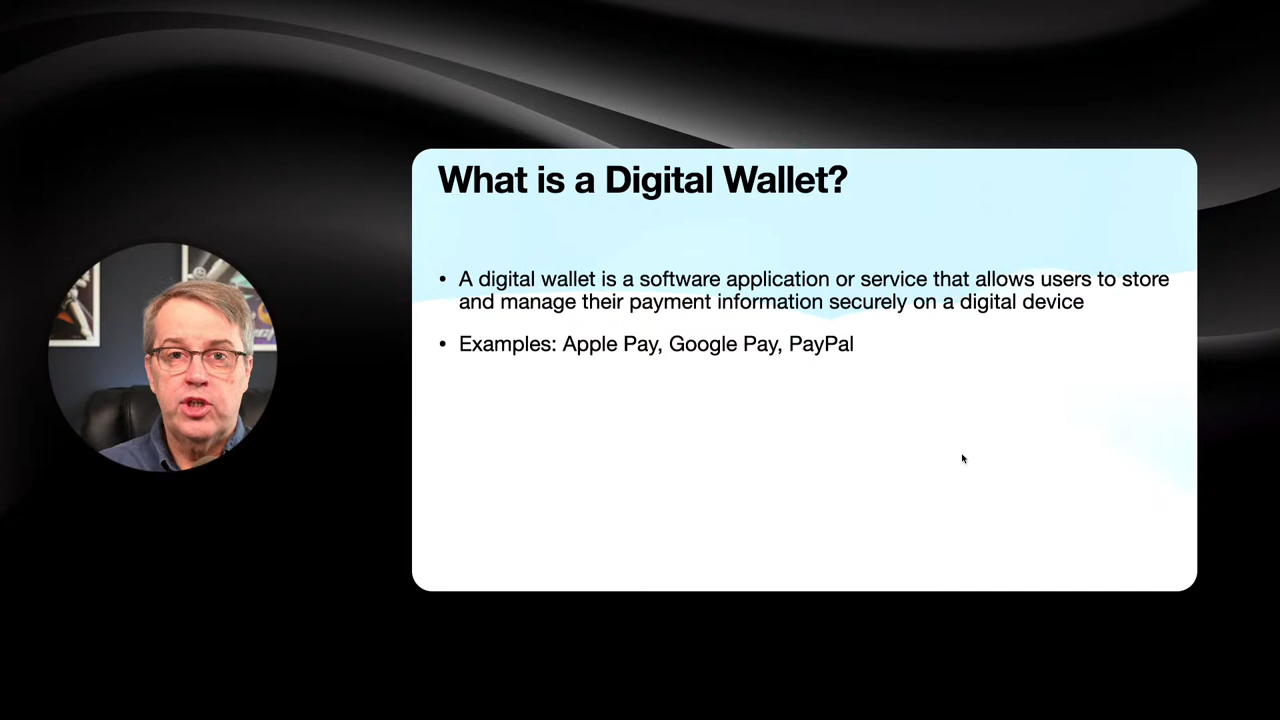 What is a Digital Wallet?
• A digital wallet is a software application or service that allows users to store
and manage their payment information securely on a digital device
• Examples: Apple Pay, Google Pay, PayPal